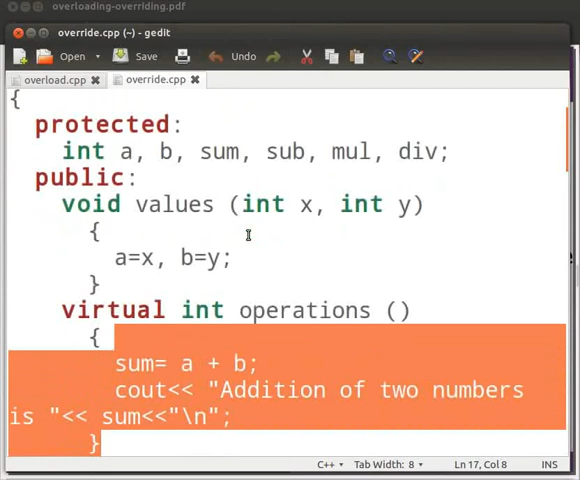 overloading-overriding.pdf
override.cpp (~) - gedit
Open Save Undo
overload.cpp override.cpp
{
protected:
int a, b, sum, sub, mul, div;
public:
void values (int x, int y)
{
a=x, b=y;
}
virtual int operations ()
{
sum= a + b;
cout<< "Addition of two numbers
is "<< sum<<"\n";
}
C++ Tab Width: 8 Ln 17, Col 8 INS